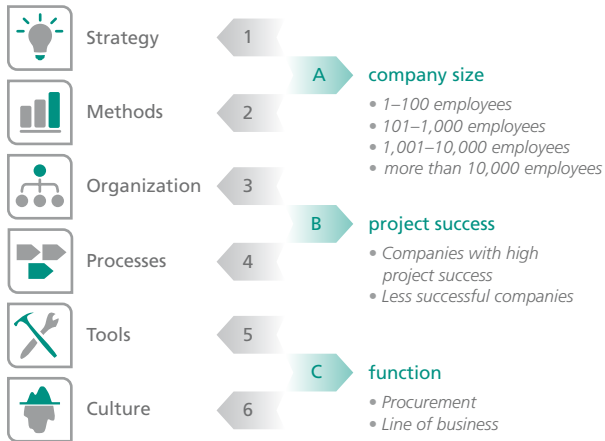 Strategy
1
Methods
2
Organization
3
Processes
4
Tools
5
Culture
6
A
company size
• 1–100 employees
• 101–1,000 employees
• 1,001–10,000 employees
• more than 10,000 employees
B
project success
• Companies with high
project success
• Less successful companies
C
function
• Procurement
• Line of business